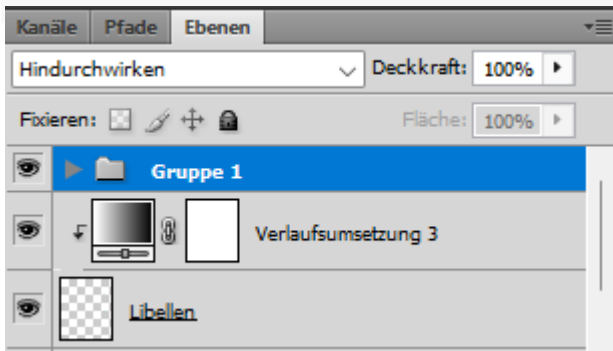 Kanäle Pfade Ebenen
Hindurchwirken Deckkraft: 100%
Fixieren: Fläche: 100%
Gruppe 1
Verlaufsumsetzung 3
Libellen